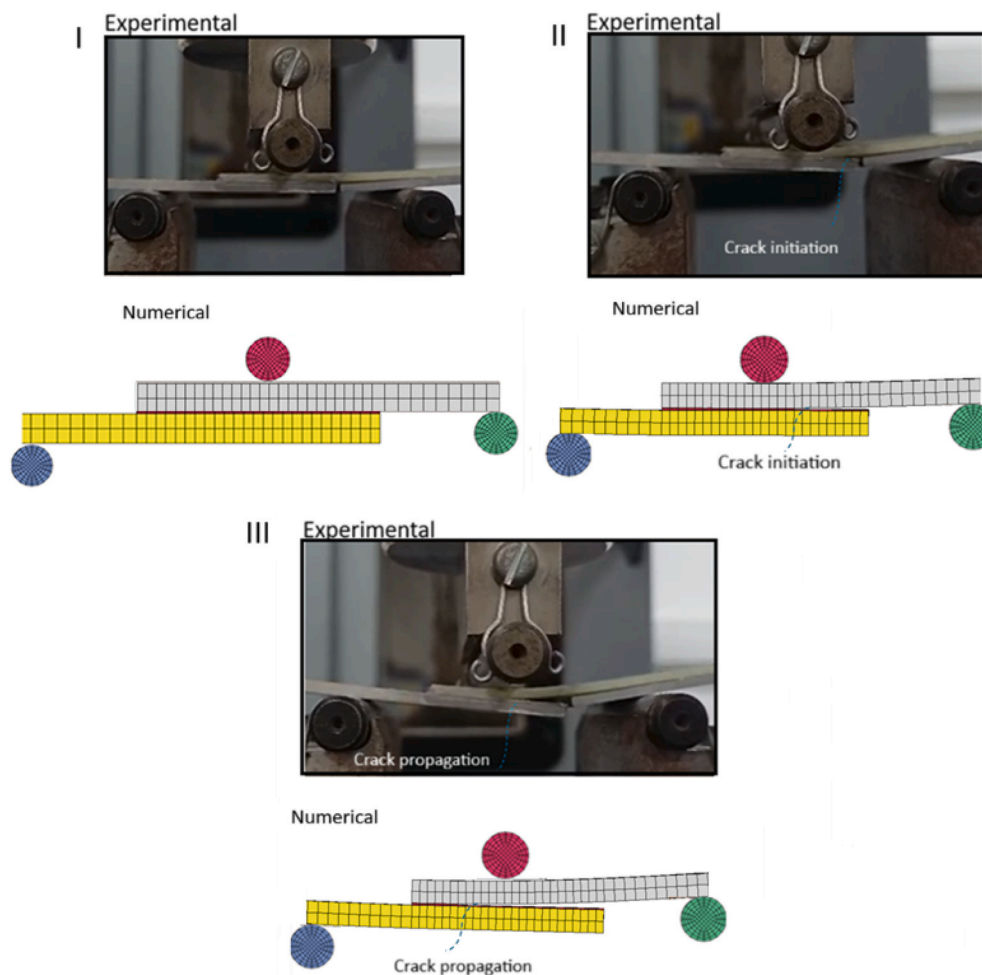 I
Experimental
Numerical
II
Experimental
Crack initiation
Numerical
Crack initiation
III
Experimental
Crack propagation
Numerical
Crack propagation